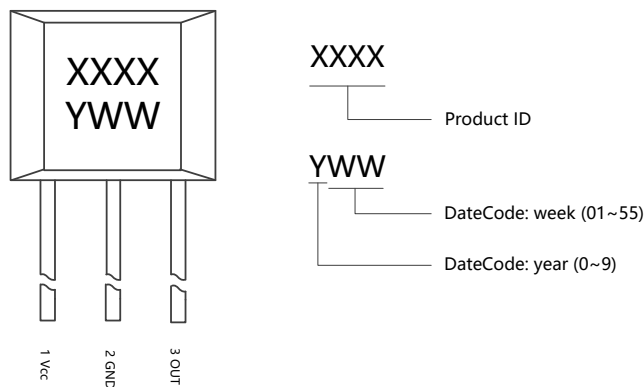 XXXX
YWW
1 Vcc
2 GND
3 OUT
XXXX
Product ID
YWW
DateCode: week (01~55)
DateCode: year (0~9)